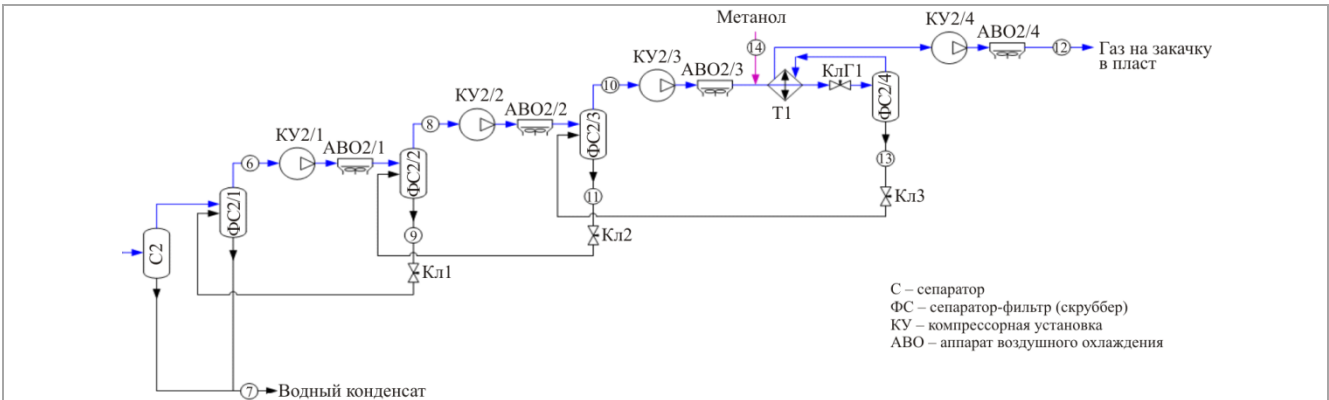 КУ2/4
АВО2/4
12
Газ на закачку
в пласт
Метанол
14
КУ2/3
АВО2/3
КлГ1
ФС2/4
Т1
10
КУ2/2
АВО2/2
ФС2/3
8
13
КУ2/1
АВО2/1
ФС2/2
6
Кл3
11
ФС2/1
Кл2
9
С2
Кл1
С – сепаратор
ФС – сепаратор-фильтр (скруббер)
КУ – компрессорная установка
АВО – аппарат воздушного охлаждения
7
Водный конденсат